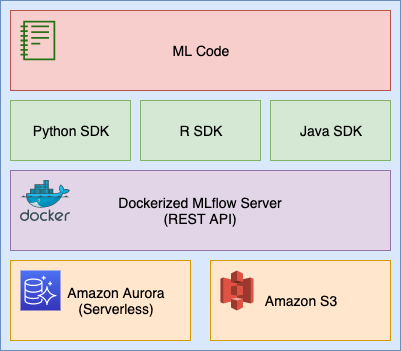 ML Code
Python SDK
R SDK
Java SDK
docker
Dockerized MLflow Server
(REST API)
Amazon Aurora
(Serverless)
Amazon S3